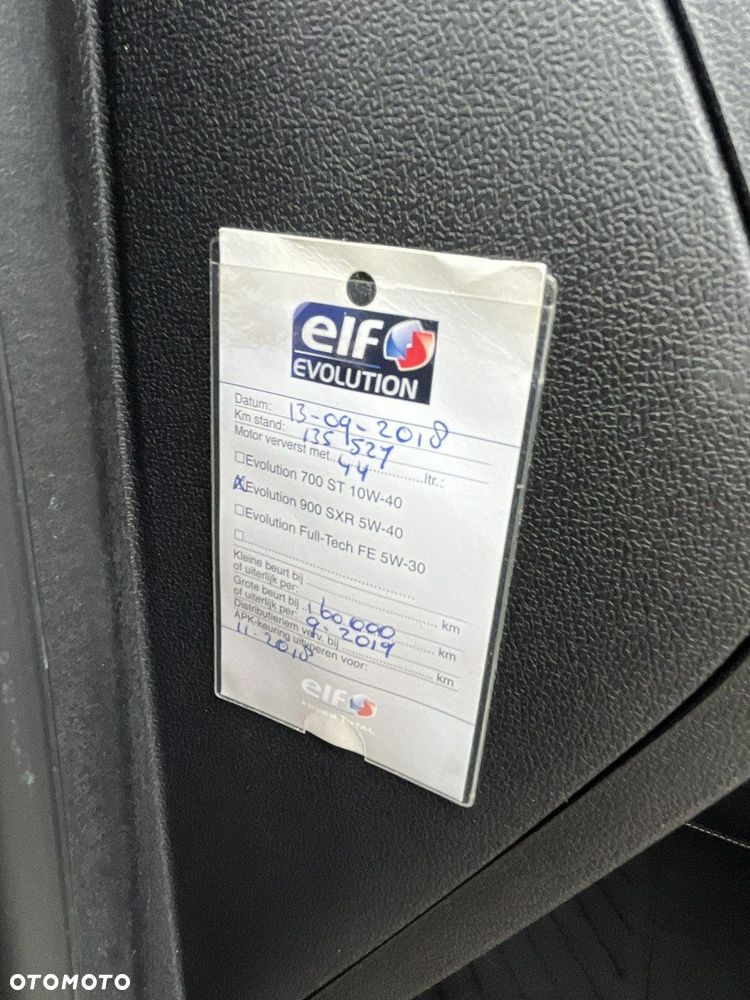 elf
EVOLUTION
Datum: 13-09-2018
Km stand: 135 527
Motor ververst met..44..............ltr.:
☐Evolution 700 ST 10W-40
☒Evolution 900 SXR 5W-40
☐Evolution Full-Tech FE 5W-30
☐..........................................
Kleine beurt bij .............................. km
of uiterlijk per:
Grote beurt bij 160.000 km
of uiterlijk per: 9-2019
Distributieriem verv. bij .................. km
APK-keuring uitvoeren voor:
11-2018
elf
TOTAL
OTOMOTO